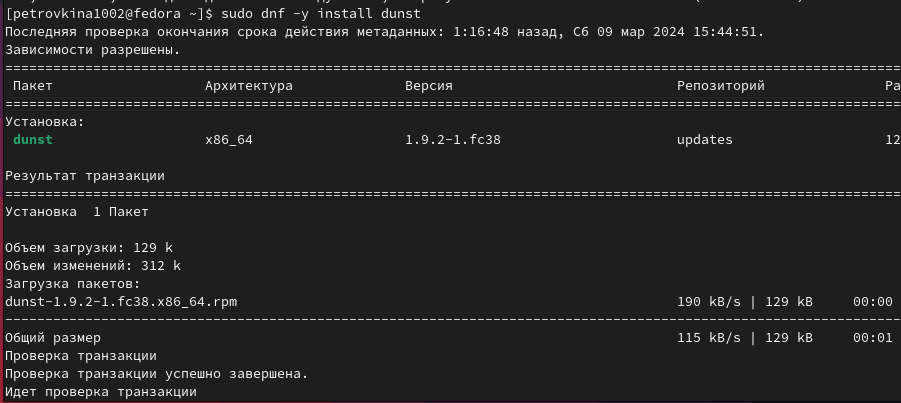 [petrovkina1002@fedora ~]$ sudo dnf -y install dunst
Последняя проверка окончания срока действия метаданных: 1:16:48 назад, Сб 09 мар 2024 15:44:51.
Зависимости разрешены.
Пакет Архитектура Версия Репозиторий Ра
Установка:
dunst x86_64 1.9.2-1.fc38 updates 12
Результат транзакции
Установка 1 Пакет
Объем загрузки: 129 k
Объем изменений: 312 k
Загрузка пакетов:
dunst-1.9.2-1.fc38.x86_64.rpm 190 kB/s | 129 kB 00:00
Общий размер 115 kB/s | 129 kB 00:01
Проверка транзакции
Проверка транзакции успешно завершена.
Идет проверка транзакции